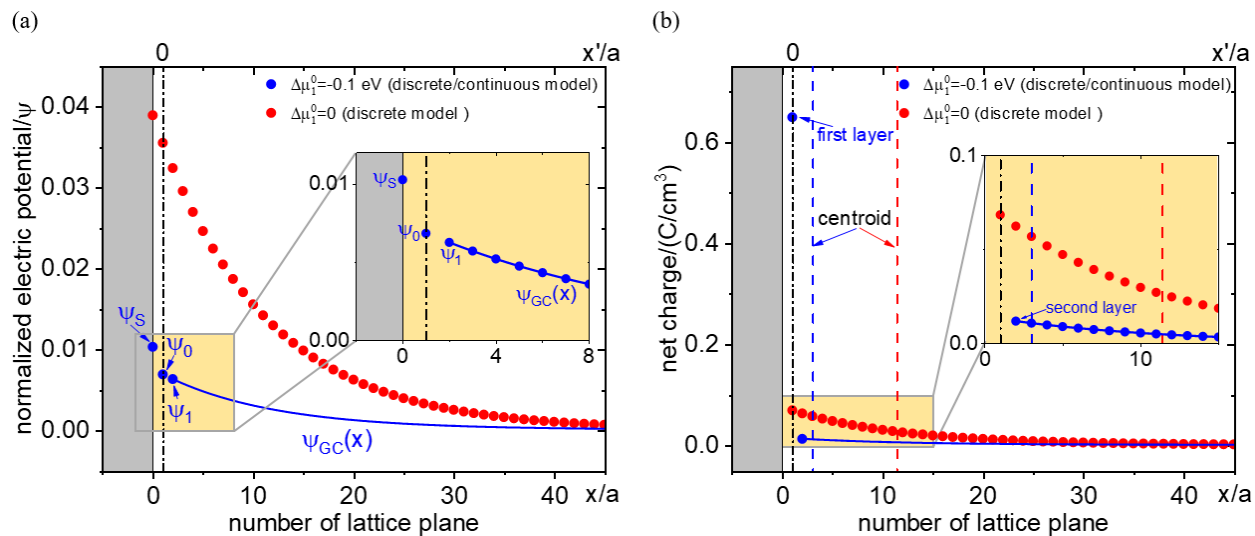 (a)
0
x'/a
Δμ₁⁰=-0.1 eV (discrete/continuous model)
Δμ₁⁰=0 (discrete model )
0.04
0.03
0.02
0.01
0.00
normalized electric potential/ψ
ψS
ψ0
ψ1
ψGC(x)
0.01
0.00
ψS
ψ0
ψ1
ψGC(x)
0
2
4
6
8
0
10
20
30
40
x/a
number of lattice plane
(b)
0
x'/a
Δμ₁⁰=-0.1 eV (discrete/continuous model)
Δμ₁⁰=0 (discrete model )
first layer
centroid
0.6
0.4
0.2
0.0
net charge/(C/cm³)
0.1
0.0
second layer
0
10
0
10
20
30
40
x/a
number of lattice plane